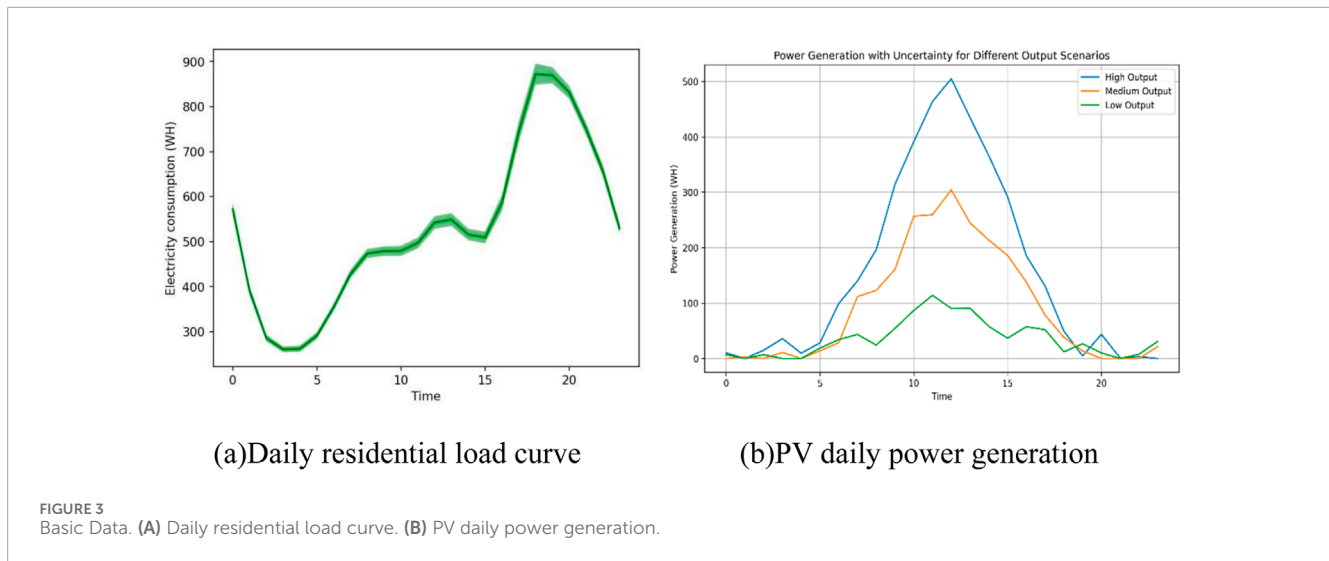 Power Generation with Uncertainty for Different Output Scenarios
900
800
700
600
500
400
300
Electricity consumption (WH)
0
5
10
15
20
Time
500
400
300
200
100
0
Power Generation (WH)
High Output
Medium Output
Low Output
0
5
10
15
20
Time
(a)Daily residential load curve
(b)PV daily power generation
FIGURE 3
Basic Data. (A) Daily residential load curve. (B) PV daily power generation.